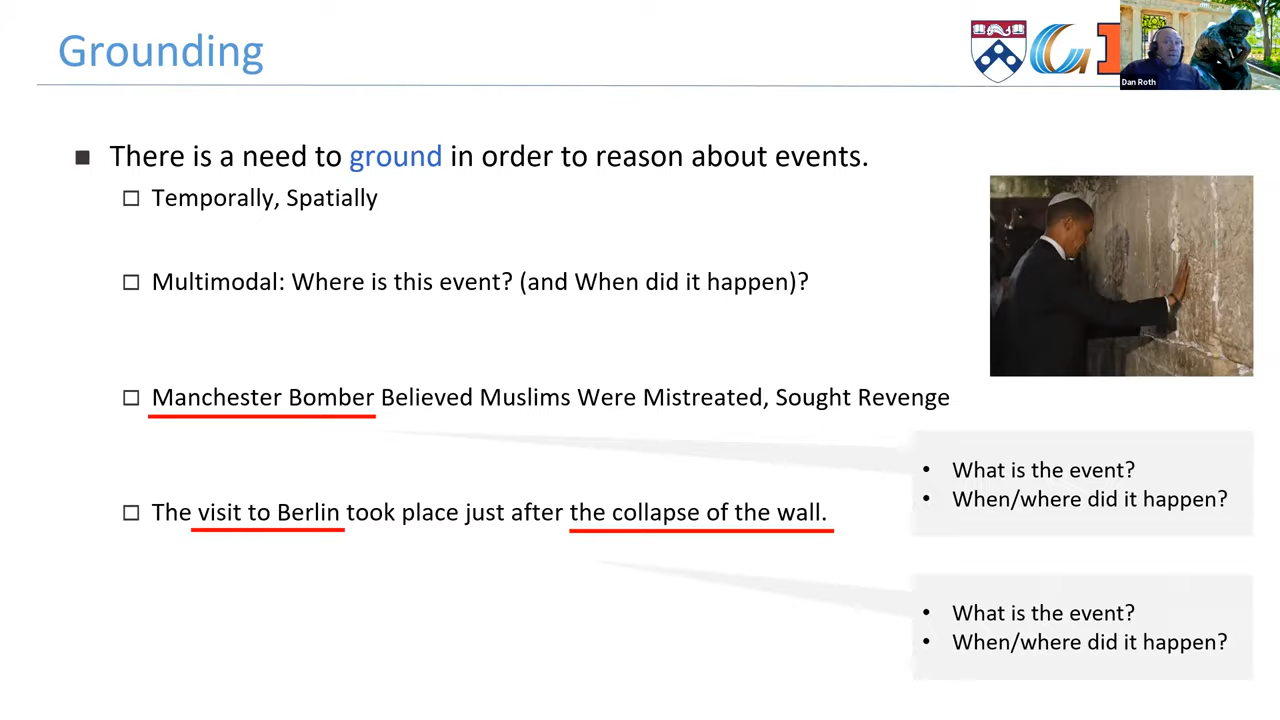 Grounding
Dan Roth
There is a need to ground in order to reason about events.
Temporally, Spatially
Multimodal: Where is this event? (and When did it happen)?
Manchester Bomber Believed Muslims Were Mistreated, Sought Revenge
What is the event?
When/where did it happen?
The visit to Berlin took place just after the collapse of the wall.
What is the event?
When/where did it happen?